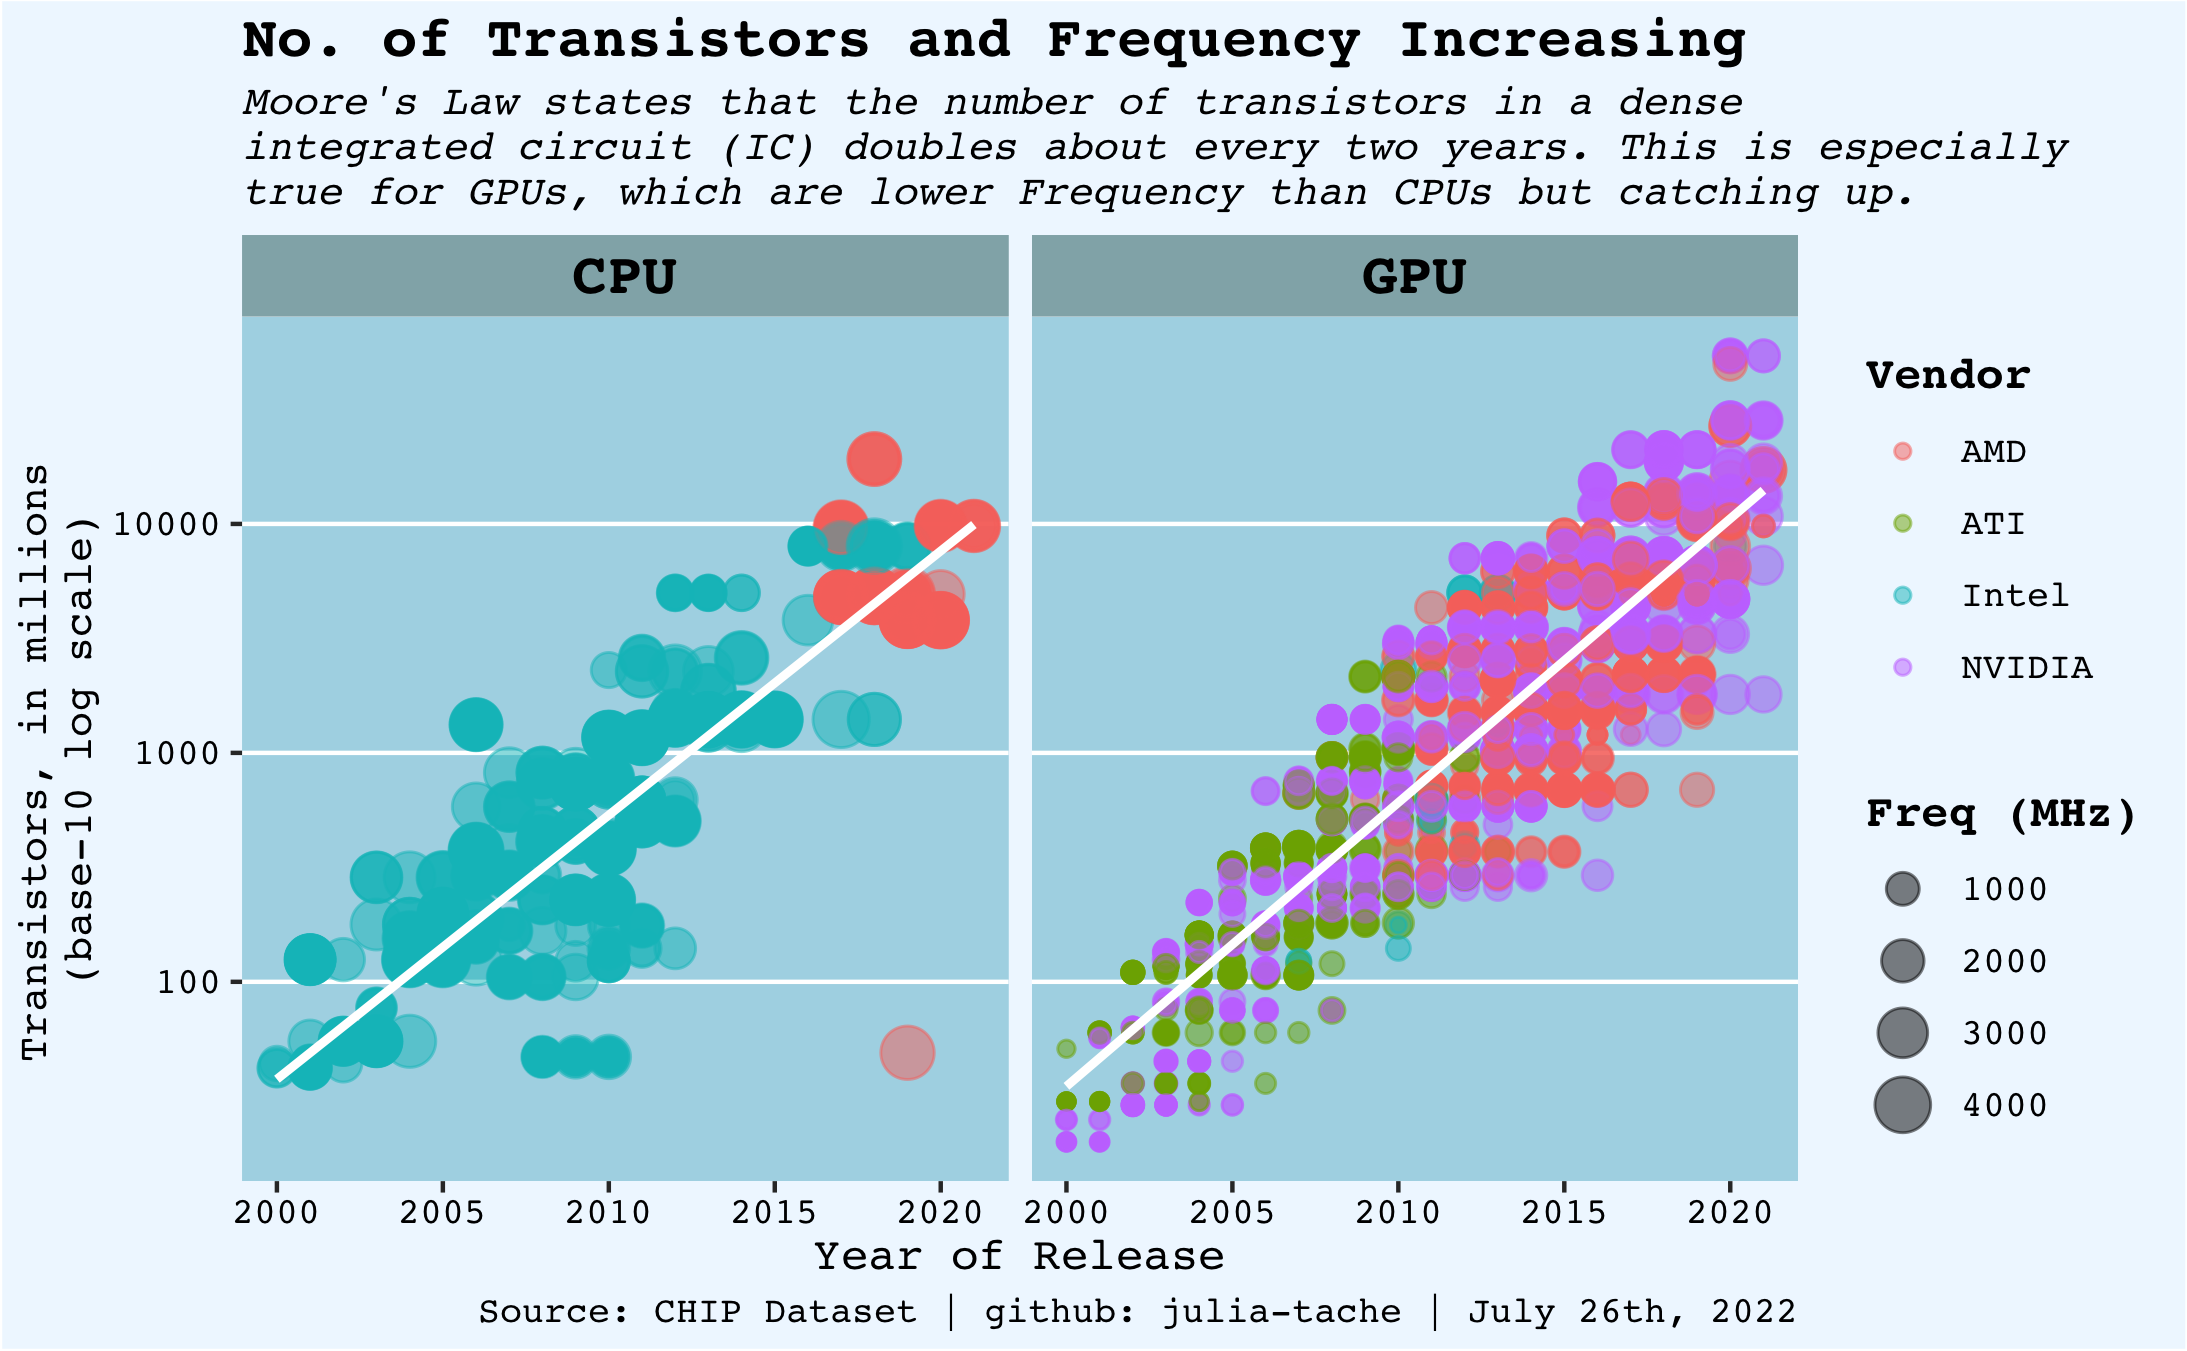 No. of Transistors and Frequency Increasing
Moore's Law states that the number of transistors in a dense
integrated circuit (IC) doubles about every two years. This is especially
true for GPUs, which are lower Frequency than CPUs but catching up.
CPU
GPU
Transistors, in millions
(base-10 log scale)
10000
1000
100
2000
2005
2010
2015
2020
2000
2005
2010
2015
2020
Year of Release
Vendor
AMD
ATI
Intel
NVIDIA
Freq (MHz)
1000
2000
3000
4000
Source: CHIP Dataset | github: julia-tache | July 26th, 2022